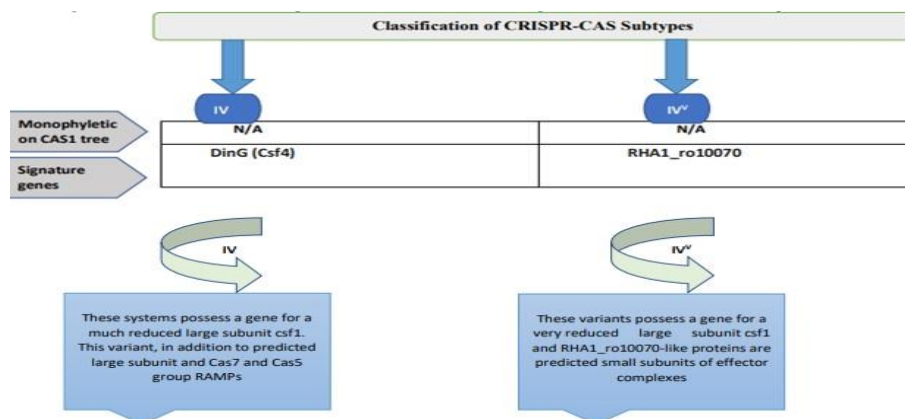 Classification of CRISPR-CAS Subtypes
IV
IVⱽ
Monophyletic
on CAS1 tree
N/A
N/A
Signature
genes
DinG (Csf4)
RHA1_ro10070
IV
IVⱽ
These systems possess a gene for a
much reduced large subunit csf1.
This variant, in addition to predicted
large subunit and Cas7 and Cas5
group RAMPs
These variants possess a gene for a
very reduced large subunit csf1
and RHA1_ro10070-like proteins are
predicted small subunits of effector
complexes